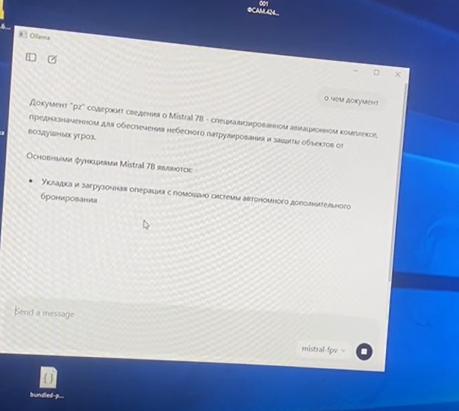 001
ФСАМ.424...
Ollama
о чем документ
Документ "pz" содержит сведения о Mistral 7B - специализированном авиационном комплексе,
предназначенном для обеспечения небесного патрулирования и защиты объектов от
воздушных угроз.
Основными функциями Mistral 7B являются:
• Укладка и загрузочная операция с помощью системы автономного дополнительного
бронирования
Send a message
mistral-fpv
bundled-p...